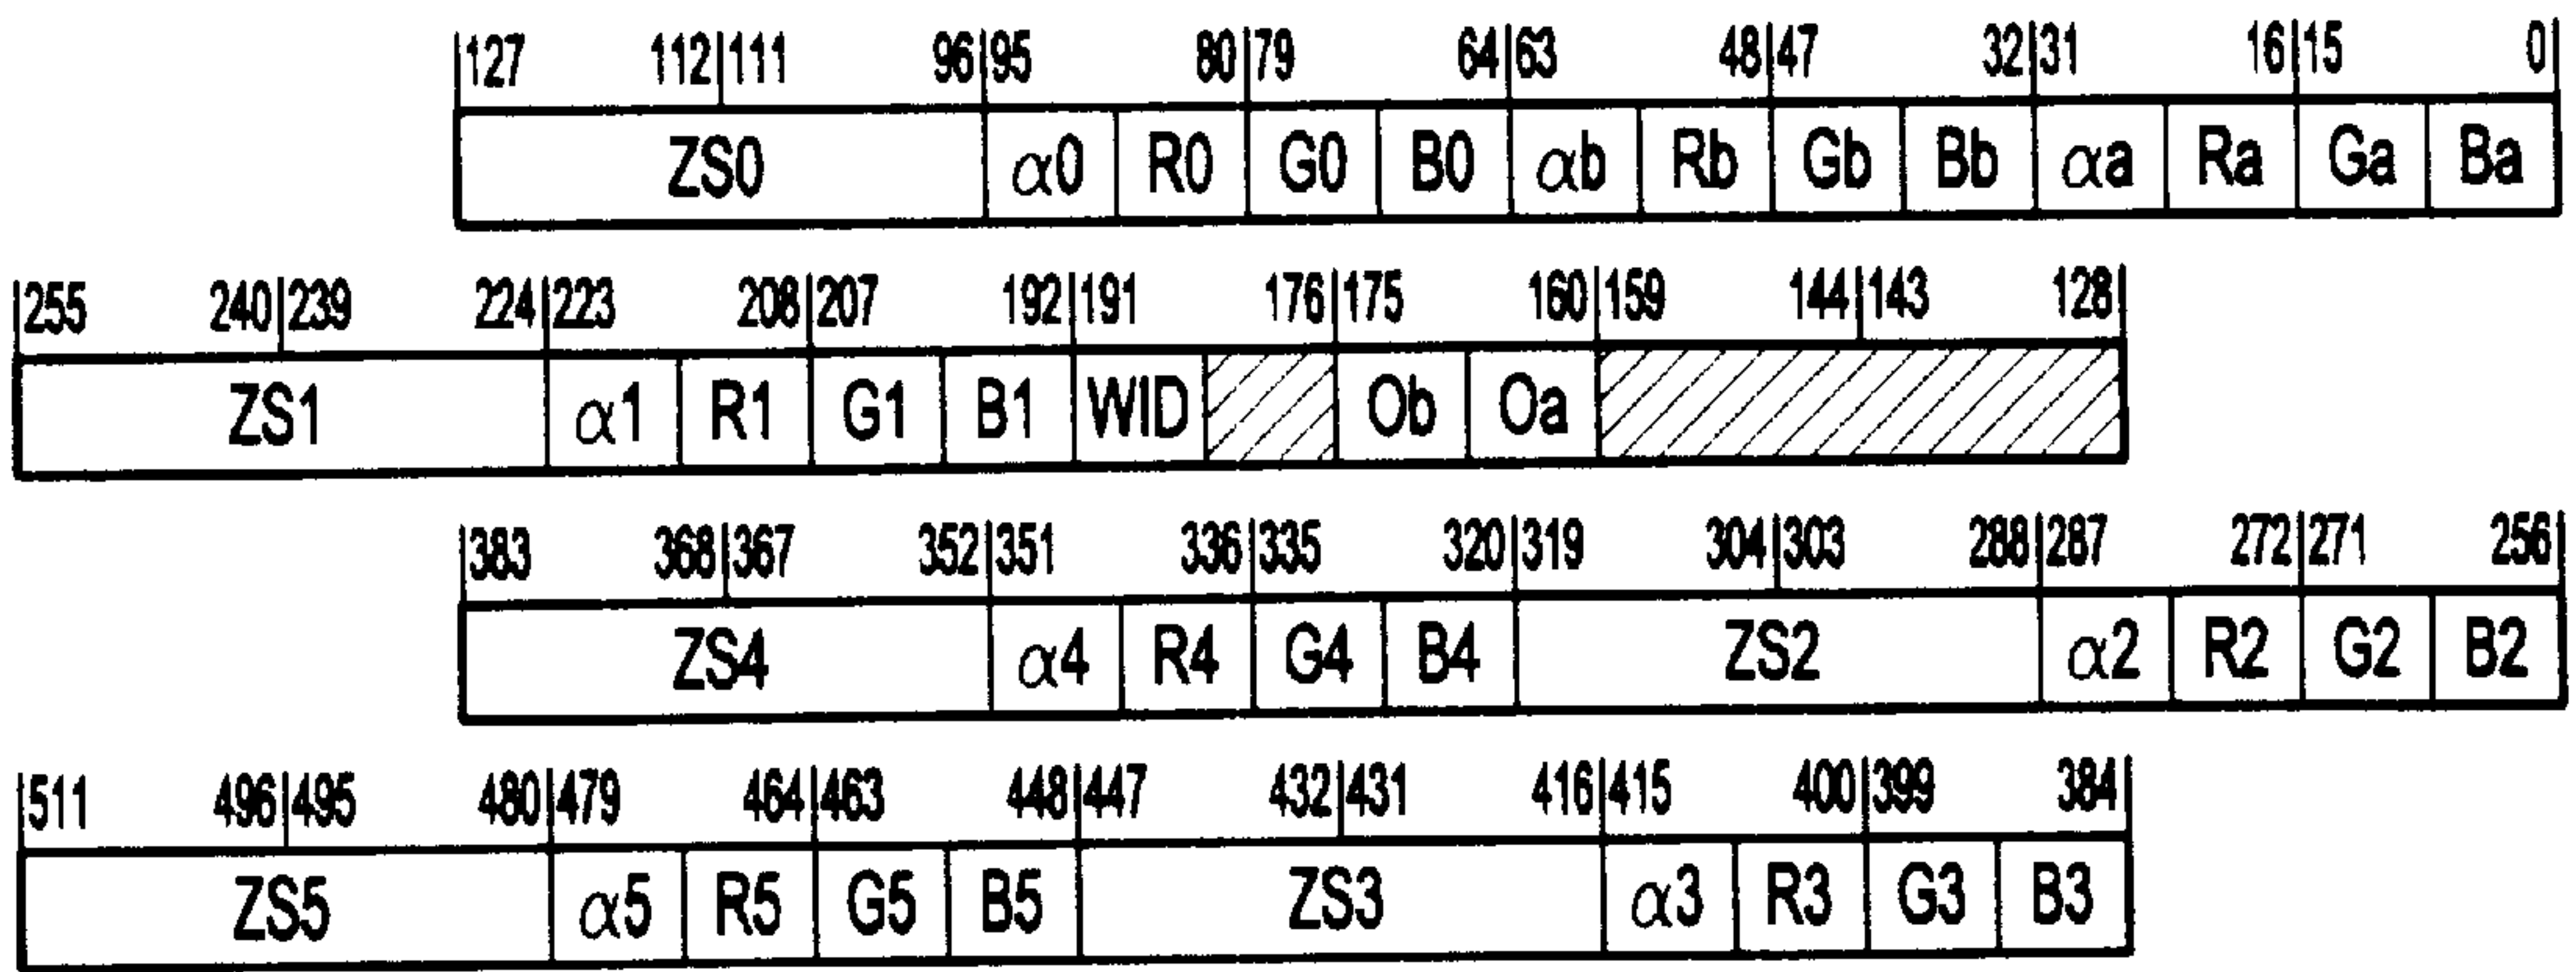 127 112 111 96 95 80 79 64 63 48 47 32 31 16 15 0
ZS0 α0 R0 G0 B0 αb Rb Gb Bb αa Ra Ga Ba
255 240 239 224 223 208 207 192 191 176 175 160 159 144 143 128
ZS1 α1 R1 G1 B1 WID Ob Oa
383 368 367 352 351 336 335 320 319 304 303 288 287 272 271 256
ZS4 α4 R4 G4 B4 ZS2 α2 R2 G2 B2
511 496 495 480 479 464 463 448 447 432 431 416 415 400 399 384
ZS5 α5 R5 G5 B5 ZS3 α3 R3 G3 B3